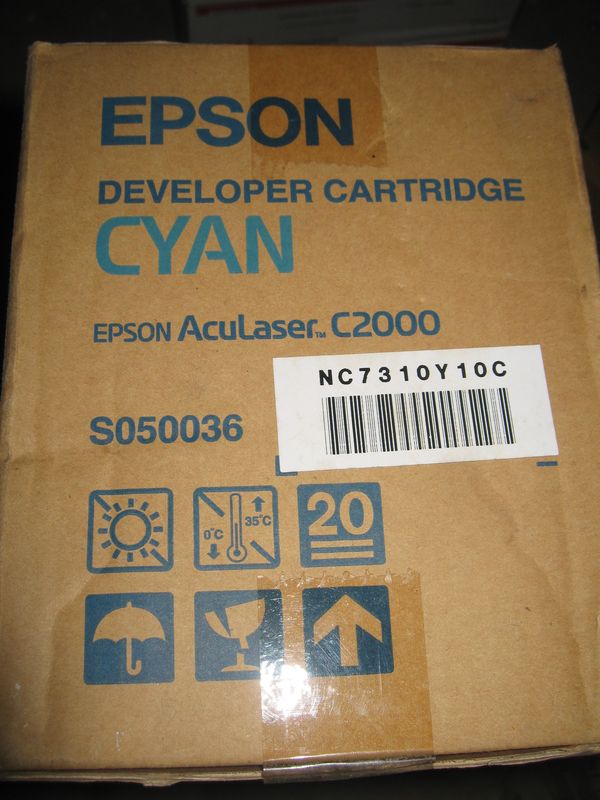 EPSON
DEVELOPER CARTRIDGE
CYAN
EPSON AcuLaser™ C2000
NC7310Y10C
S050036
0°C
35°C
20